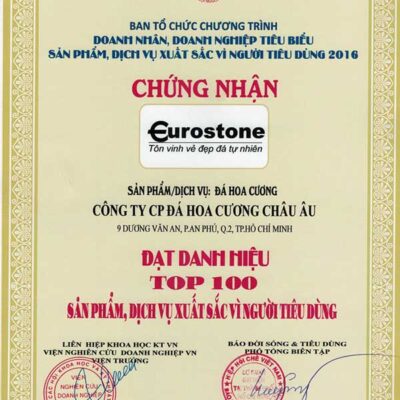 BAN TỔ CHỨC CHƯƠNG TRÌNH
DOANH NHÂN, DOANH NGHIỆP TIÊU BIỂU
SẢN PHẨM, DỊCH VỤ XUẤT SẮC VÌ NGƯỜI TIÊU DÙNG 2016
CHỨNG NHẬN
Eurostone
Tôn vinh vẻ đẹp đá tự nhiên
SẢN PHẨM/DỊCH VỤ: ĐÁ HOA CƯƠNG
CÔNG TY CP ĐÁ HOA CƯƠNG CHÂU ÂU
9 DƯƠNG VĂN AN, P.AN PHÚ, Q.2, TP.HỒ CHÍ MINH
ĐẠT DANH HIỆU
TOP 100
SẢN PHẨM, DỊCH VỤ XUẤT SẮC VÌ NGƯỜI TIÊU DÙNG
LIÊN HIỆP KHOA HỌC KT VN
VIỆN NGHIÊN CỨU DOANH NGHIỆP VN
VIỆN TRƯỞNG
BÁO ĐỜI SỐNG & TIÊU DÙNG
PHÓ TỔNG BIÊN TẬP
VIỆN
NGHIÊN CỨU
DOANH NGHIỆP